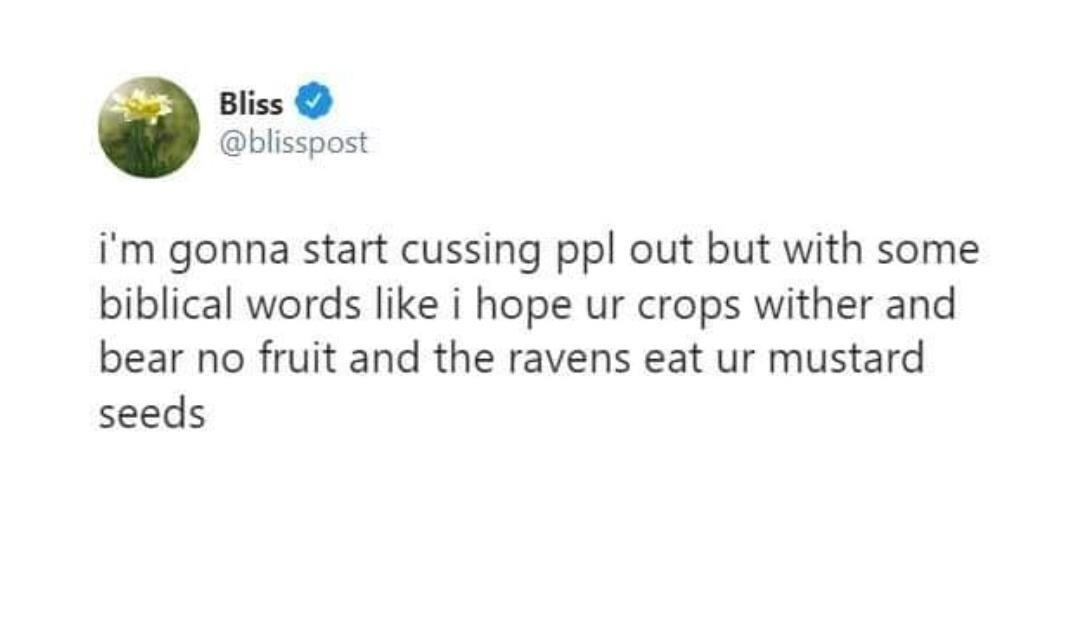 Bliss
@blisspost
i'm gonna start cussing ppl out but with some
biblical words like i hope ur crops wither and
bear no fruit and the ravens eat ur mustard
seeds